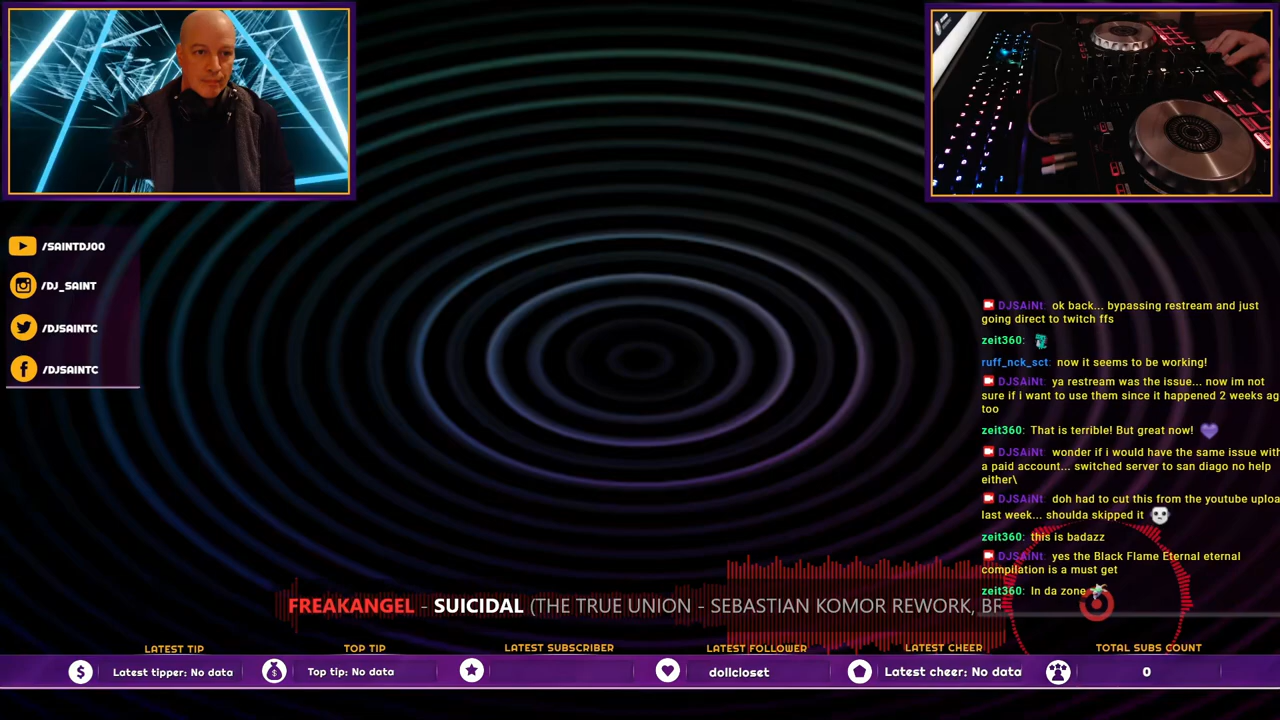 /SAINTDJOO
/DJ_SAINT
/DJSAINTC
/DJSAINTC
DJSAiNt: ok back... bypassing restream and just
going direct to twitch ffs
zeit360:
ruff_nck_sct: now it seems to be working!
DJSAiNt: ya restream was the issue... now im not
sure if i want to use them since it happened 2 weeks ag
too
zeit360: That is terrible! But great now!
DJSAiNt: wonder if i would have the same issue with
a paid account... switched server to san diago no help
either\
DJSAiNt: doh had to cut this from the youtube uploa
last week... shoulda skipped it
zeit360: this is badazz
DJSAiNt: yes the Black Flame Eternal eternal
compilation is a must get
zeit360: In da zone
FREAKANGEL - SUICIDAL (THE TRUE UNION - SEBASTIAN KOMOR REWORK, BF
LATEST TIP
TOP TIP
LATEST SUBSCRIBER
LATEST FOLLOWER
LATEST CHEER
TOTAL SUBS COUNT
Latest tipper: No data
Top tip: No data
dollcloset
Latest cheer: No data
0